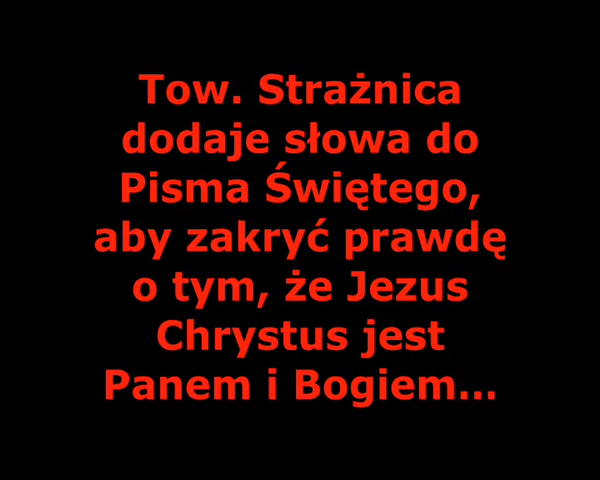 Tow. Strażnica
dodaje słowa do
Pisma Świętego,
aby zakryć prawdę
o tym, że Jezus
Chrystus jest
Panem i Bogiem...